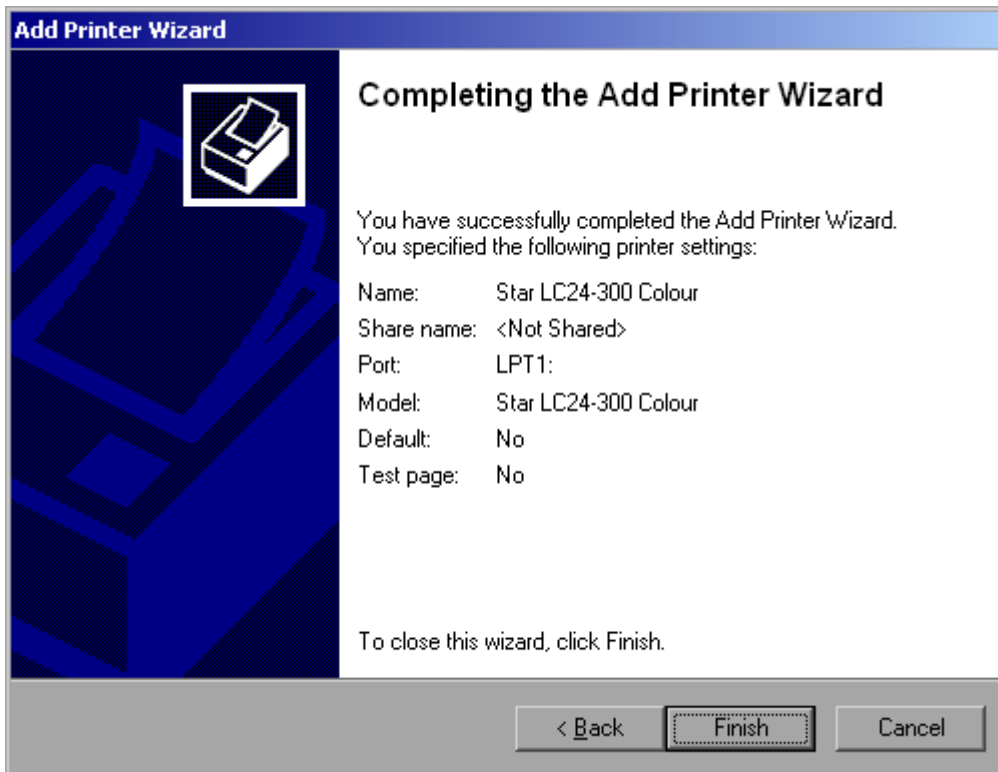 Add Printer Wizard
Completing the Add Printer Wizard
You have successfully completed the Add Printer Wizard.
You specified the following printer settings:
Name: Star LC24-300 Colour
Share name: <Not Shared>
Port: LPT1:
Model: Star LC24-300 Colour
Default: No
Test page: No
To close this wizard, click Finish.
< Back Finish Cancel